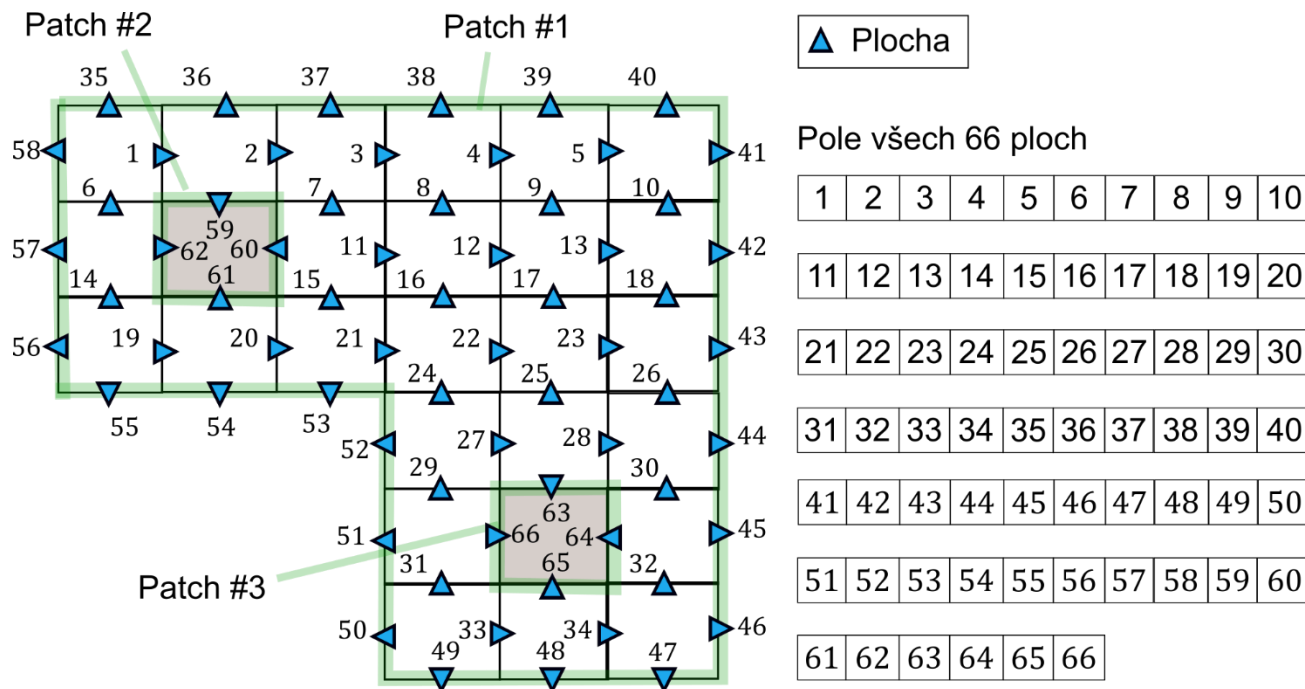 Patch #2
Patch #1
Plocha
35 36 37 38 39 40
Pole všech 66 ploch
58 1 2 3 4 5 41
1 2 3 4 5 6 7 8 9 10
6 7 8 9 10
59
57 62 60 11 12 13 42
61
11 12 13 14 15 16 17 18 19 20
14 15 16 17 18
56 19 20 21 22 23 43
21 22 23 24 25 26 27 28 29 30
24 25 26
55 54 53
52 27 28 44
31 32 33 34 35 36 37 38 39 40
29 30
63
41 42 43 44 45 46 47 48 49 50
51 66 64 45
65
31 32
Patch #3
51 52 53 54 55 56 57 58 59 60
50 33 34 46
49 48 47
61 62 63 64 65 66